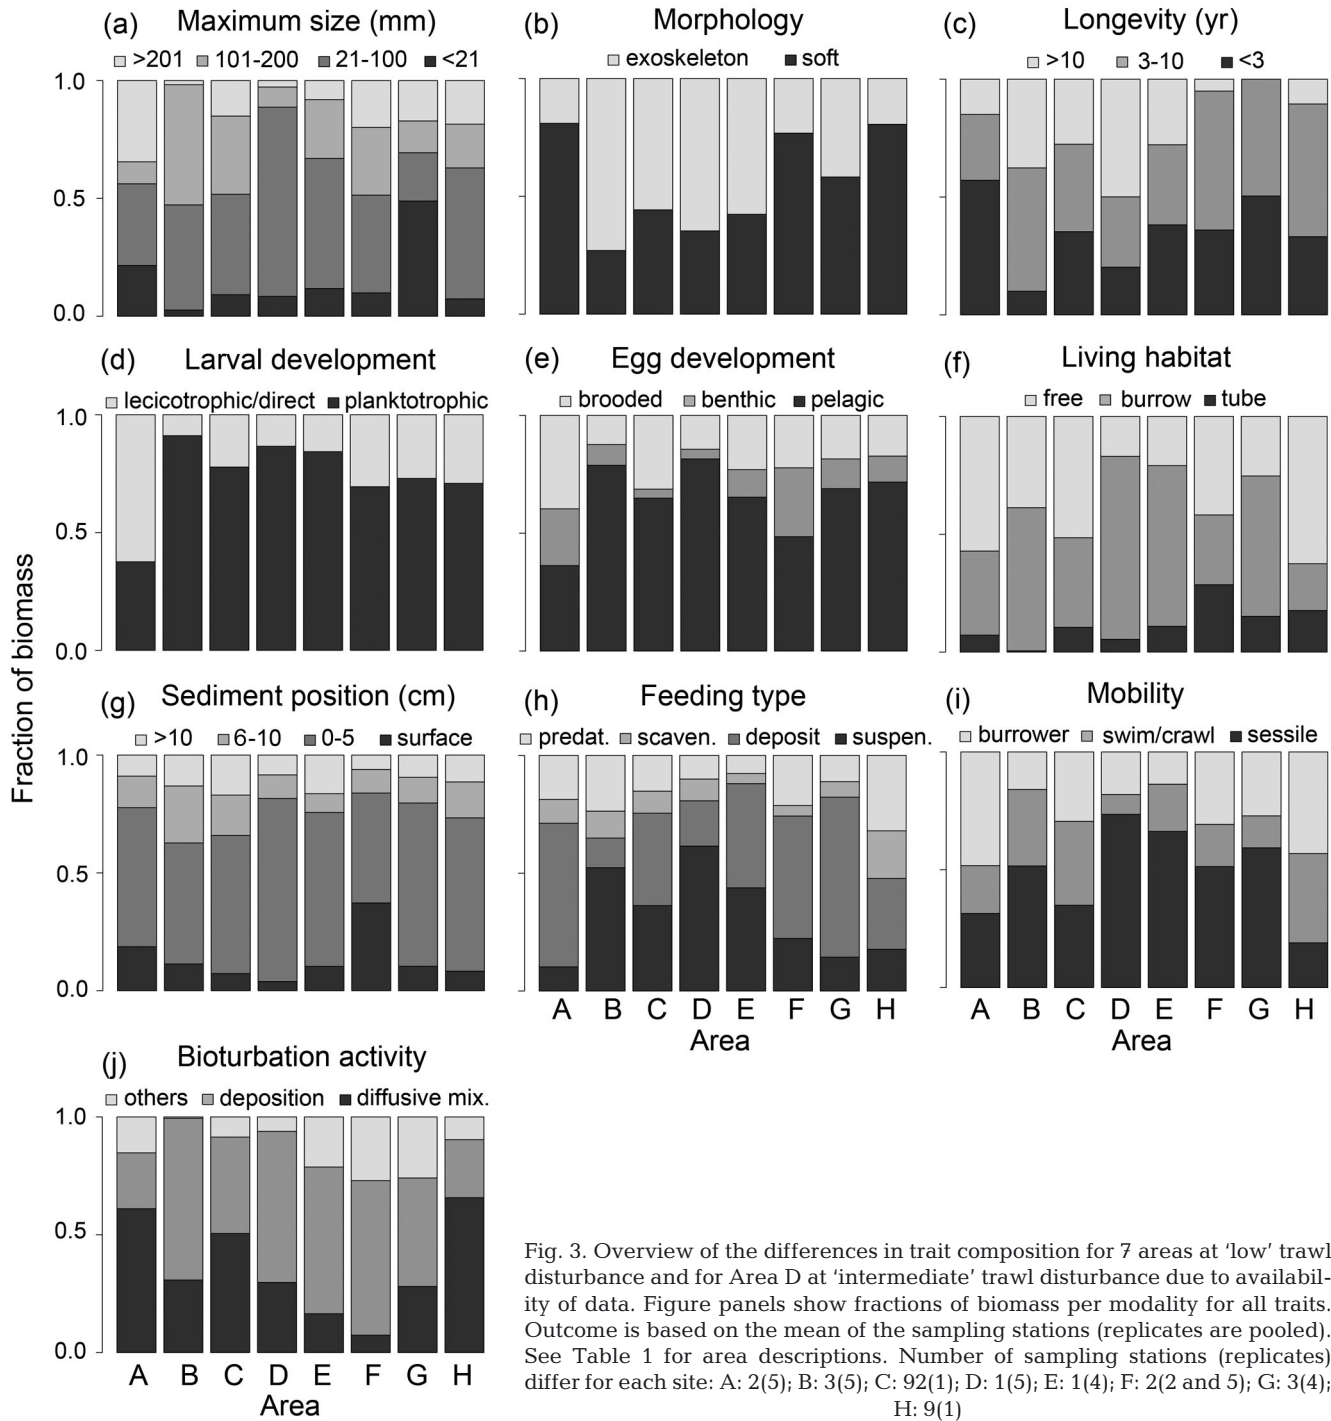 (a) Maximum size (mm)
>201 101-200 21-100 <21
1.0
0.5
0.0
(b) Morphology
exoskeleton soft
(c) Longevity (yr)
>10 3-10 <3
(d) Larval development
lecicotrophic/direct planktotrophic
1.0
0.5
0.0
(e) Egg development
brooded benthic pelagic
(f) Living habitat
free burrow tube
Fraction of biomass
(g) Sediment position (cm)
>10 6-10 0-5 surface
1.0
0.5
0.0
(h) Feeding type
predat. scaven. deposit suspen.
A B C D E F G H
Area
(i) Mobility
burrower swim/crawl sessile
A B C D E F G H
Area
(j) Bioturbation activity
others deposition diffusive mix.
1.0
0.5
0.0
A B C D E F G H
Area
Fig. 3. Overview of the differences in trait composition for 7 areas at ‘low’ trawl
disturbance and for Area D at ‘intermediate’ trawl disturbance due to availabil-
ity of data. Figure panels show fractions of biomass per modality for all traits.
Outcome is based on the mean of the sampling stations (replicates are pooled).
See Table 1 for area descriptions. Number of sampling stations (replicates)
differ for each site: A: 2(5); B: 3(5); C: 92(1); D: 1(5); E: 1(4); F: 2(2 and 5); G: 3(4);
H: 9(1)